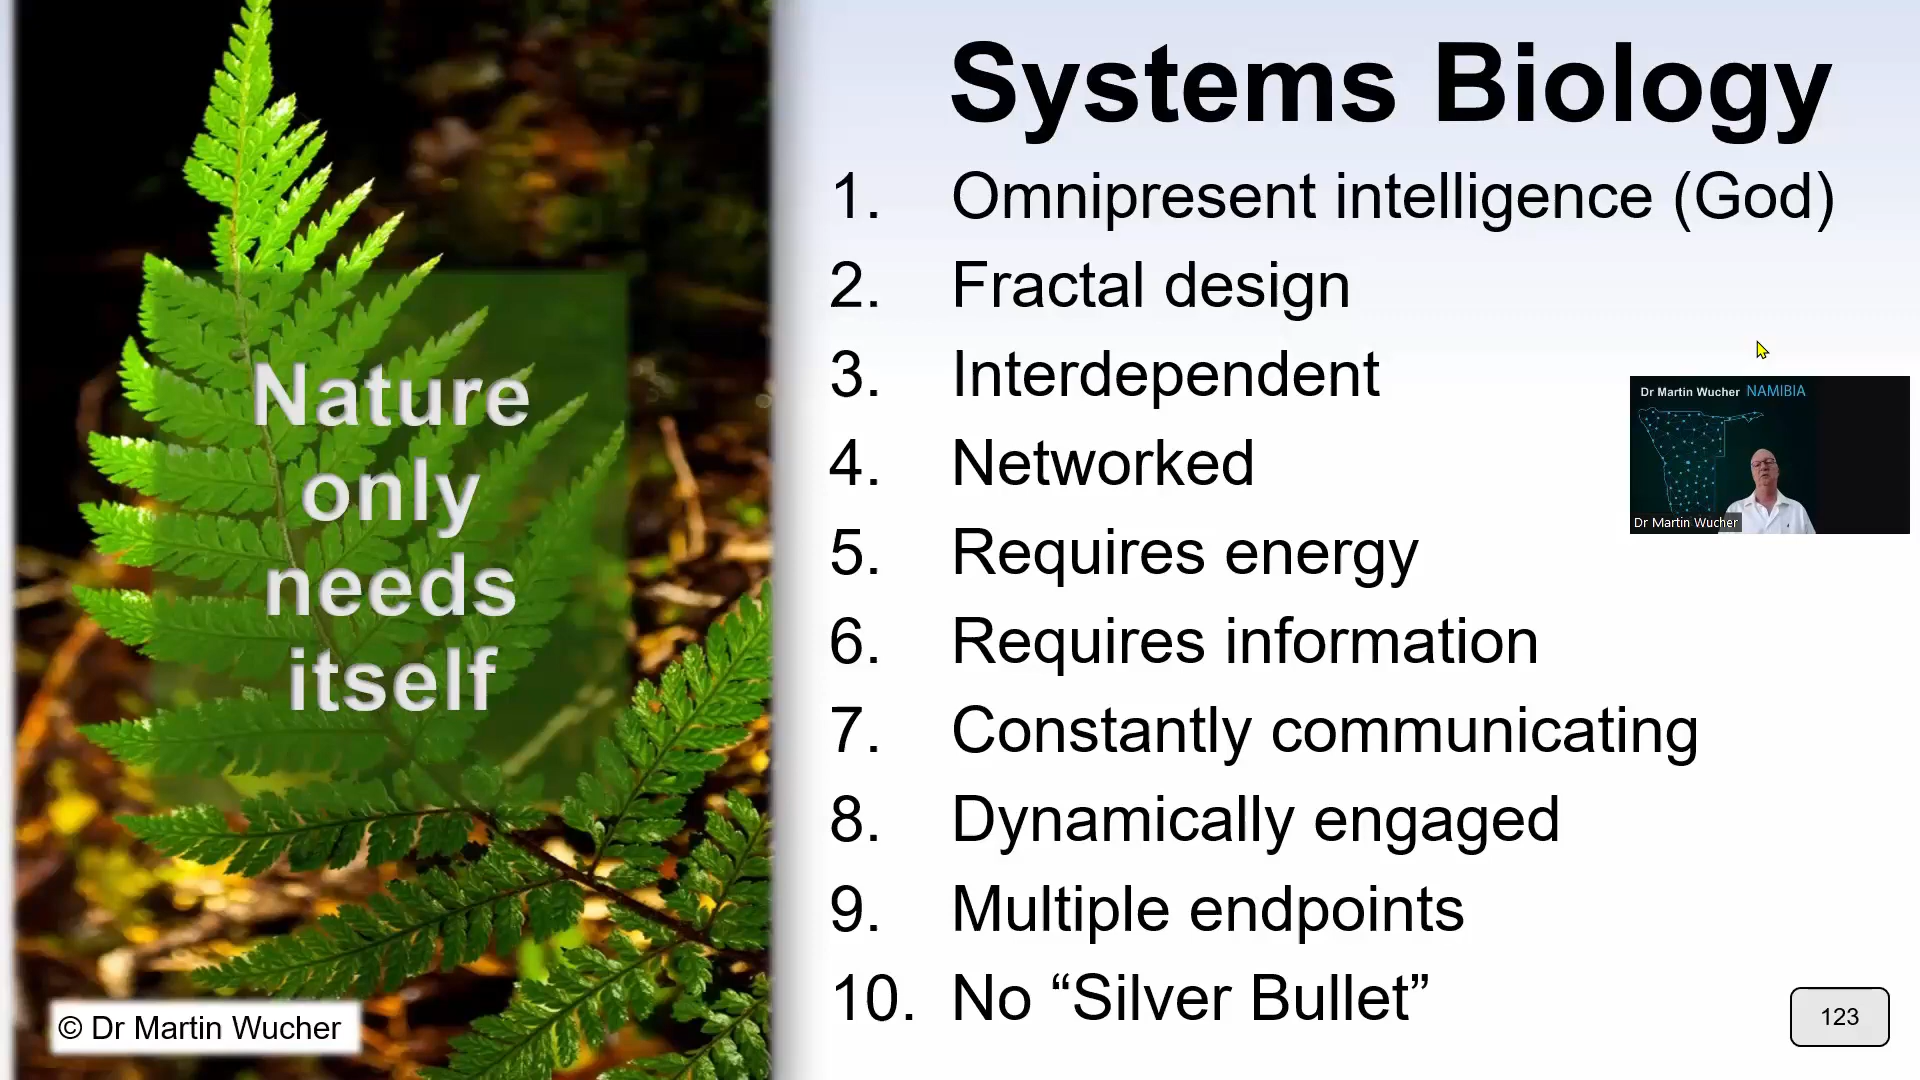 Systems Biology
1. Omnipresent intelligence (God)
2. Fractal design
3. Interdependent
4. Networked
5. Requires energy
6. Requires information
7. Constantly communicating
8. Dynamically engaged
9. Multiple endpoints
10. No “Silver Bullet”
Nature
only
needs
itself
Dr Martin Wucher NAMIBIA
Dr Martin Wucher
© Dr Martin Wucher
123